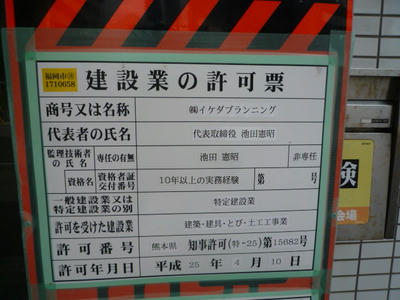 福岡市
1710658
建設業の許可票
商号又は名称 ㈱イケダプランニング
代表者の氏名 代表取締役 池田憲昭
監理技術者の氏名 専任の有無 池田 憲昭 非専任
資格名 資格者証交付番号 10年以上の実務経験 第 号
一般建設業又は特定建設業の別 特定建設業
許可を受けた建設業 建築・建具・とび・土工工事業
許可番号 熊本県 知事許可(特-25)第15682号
許可年月日 平成 25年 4月 10日
険
会場